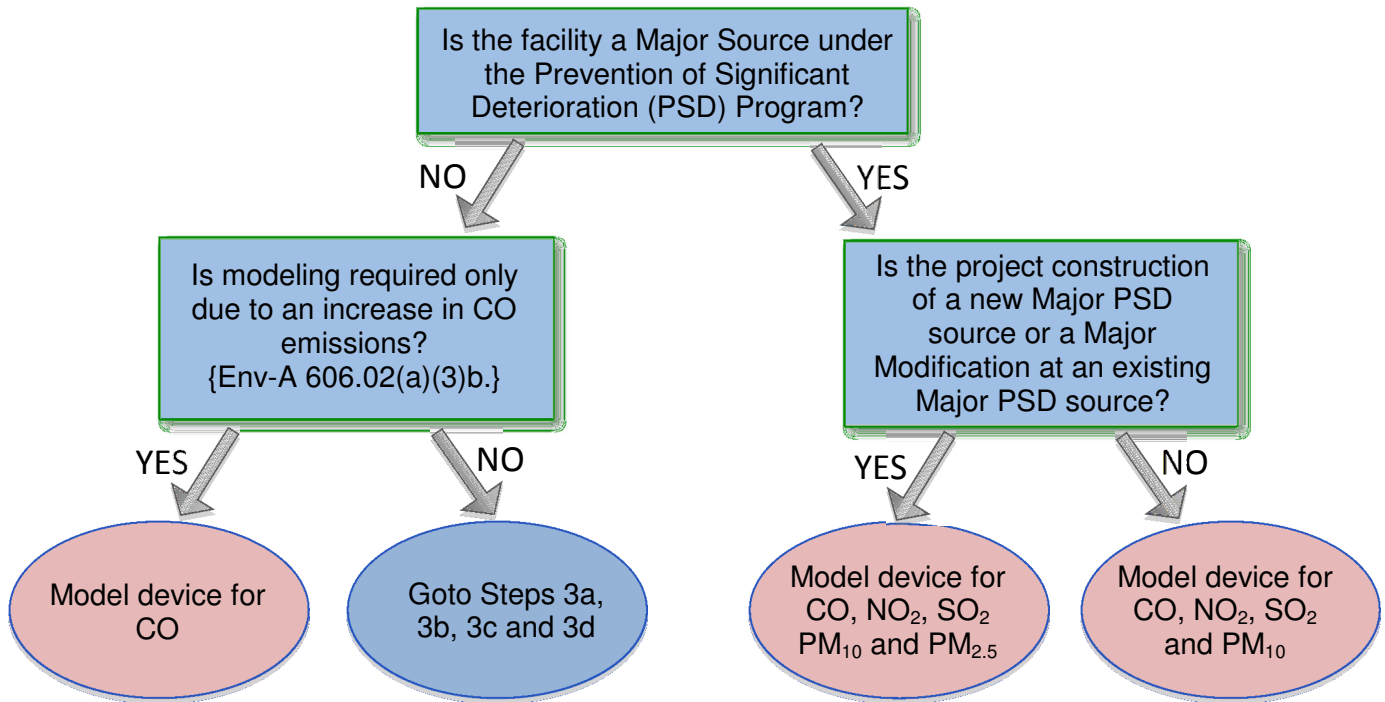 Is the facility a Major Source under
the Prevention of Significant
Deterioration (PSD) Program?
NO
YES
Is modeling required only
due to an increase in CO
emissions?
{Env-A 606.02(a)(3)b.}
Is the project construction
of a new Major PSD
source or a Major
Modification at an existing
Major PSD source?
YES
NO
YES
NO
Model device for
CO
Goto Steps 3a,
3b, 3c and 3d
Model device for
CO, NO₂, SO₂
PM₁₀ and PM₂.₅
Model device for
CO, NO₂, SO₂
and PM₁₀